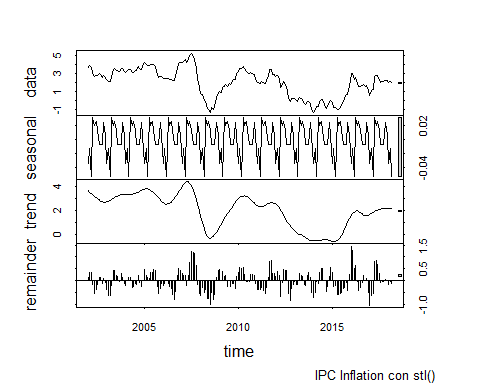 data
-1 1 3 5
seasonal
-0.04 0.02
trend
0 2 4
remainder
-1.0 0.5 1.5
2005 2010 2015
time
IPC Inflation con stl()